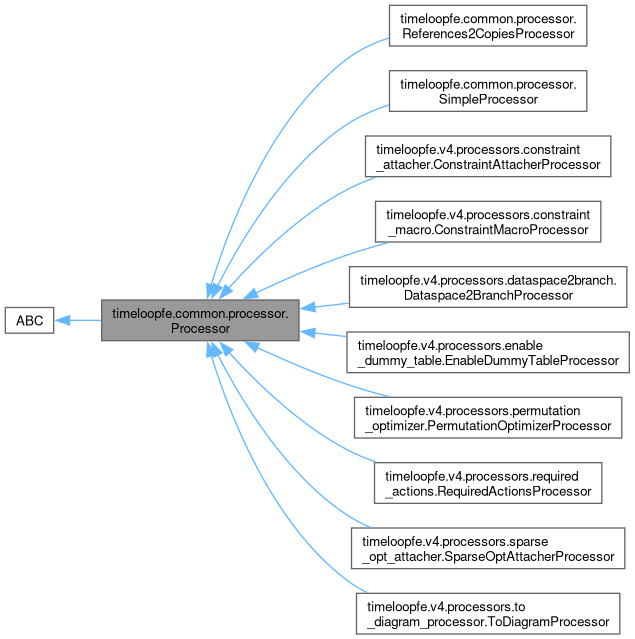 timeloopfe.common.processor.
References2CopiesProcessor
timeloopfe.common.processor.
SimpleProcessor
timeloopfe.v4.processors.constraint
_attacher.ConstraintAttacherProcessor
timeloopfe.v4.processors.constraint
_macro.ConstraintMacroProcessor
timeloopfe.v4.processors.dataspace2branch.
Dataspace2BranchProcessor
ABC
timeloopfe.common.processor.
Processor
timeloopfe.v4.processors.enable
_dummy_table.EnableDummyTableProcessor
timeloopfe.v4.processors.permutation
_optimizer.PermutationOptimizerProcessor
timeloopfe.v4.processors.required
_actions.RequiredActionsProcessor
timeloopfe.v4.processors.sparse
_opt_attacher.SparseOptAttacherProcessor
timeloopfe.v4.processors.to
_diagram_processor.ToDiagramProcessor